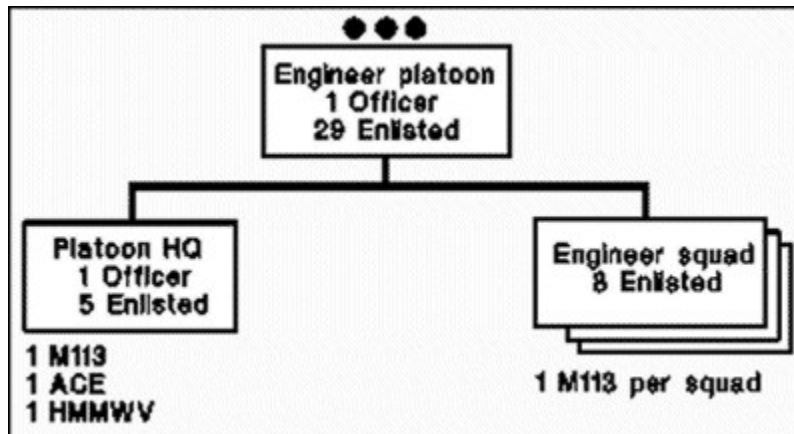 Engineer platoon
1 Officer
29 Enlisted
Platoon HQ
1 Officer
5 Enlisted
1 M113
1 ACE
1 HMMWV
Engineer squad
8 Enlisted
1 M113 per squad